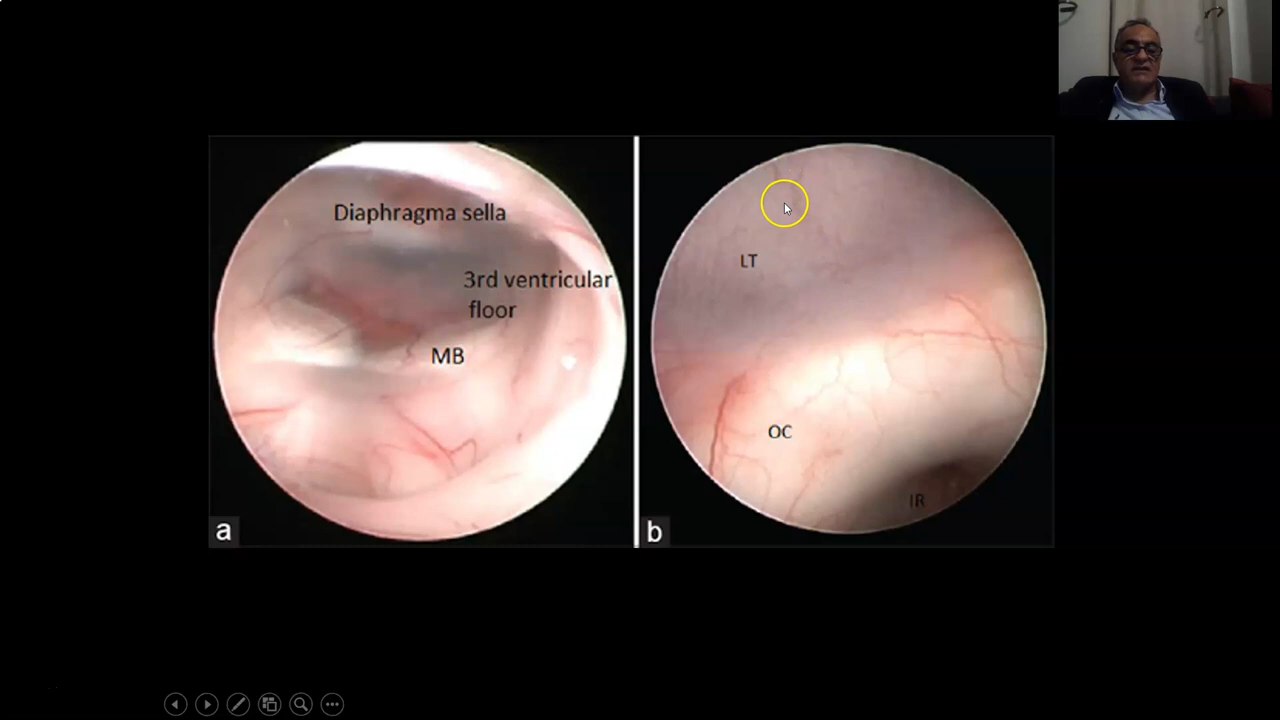 Diaphragma sella
3rd ventricular
floor
MB
a
LT
OC
IR
b